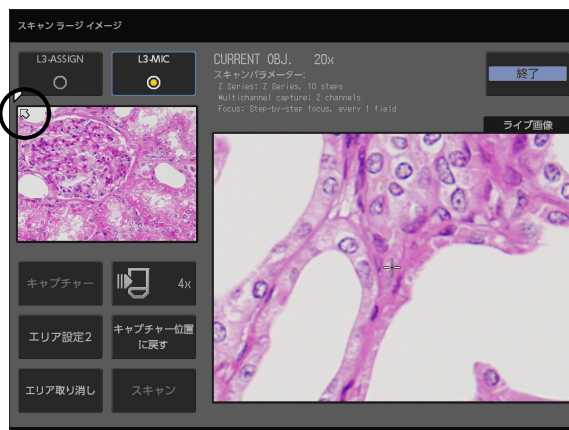 スキャン ラージ イメージ
L3-ASSIGN
L3-MIC
CURRENT OBJ. 20x
スキャンパラメーター:
Z Series: Z Series, 10 steps
Multichannel capture: 2 channels
Focus: Step-by-step focus, every 1 field
終了
ライブ画像
キャプチャー
4x
エリア設定2
キャプチャー位置
に戻す
エリア取り消し
スキャン